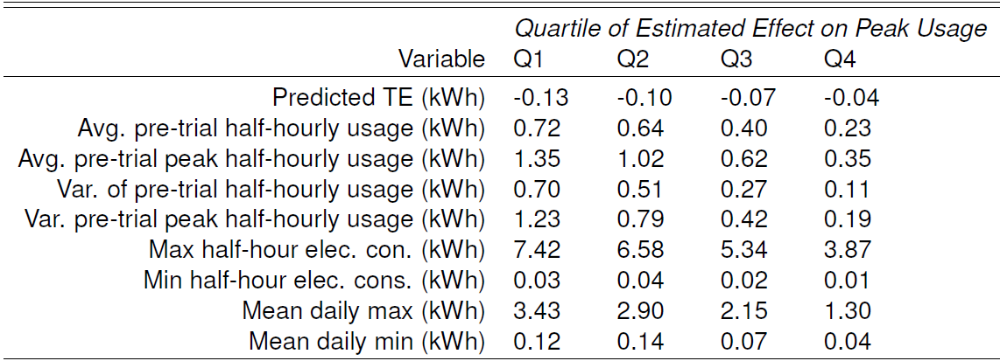 Quartile of Estimated Effect on Peak Usage
Variable Q1 Q2 Q3 Q4
Predicted TE (kWh) -0.13 -0.10 -0.07 -0.04
Avg. pre-trial half-hourly usage (kWh) 0.72 0.64 0.40 0.23
Avg. pre-trial peak half-hourly usage (kWh) 1.35 1.02 0.62 0.35
Var. of pre-trial half-hourly usage (kWh) 0.70 0.51 0.27 0.11
Var. pre-trial peak half-hourly usage (kWh) 1.23 0.79 0.42 0.19
Max half-hour elec. con. (kWh) 7.42 6.58 5.34 3.87
Min half-hour elec. cons. (kWh) 0.03 0.04 0.02 0.01
Mean daily max (kWh) 3.43 2.90 2.15 1.30
Mean daily min (kWh) 0.12 0.14 0.07 0.04